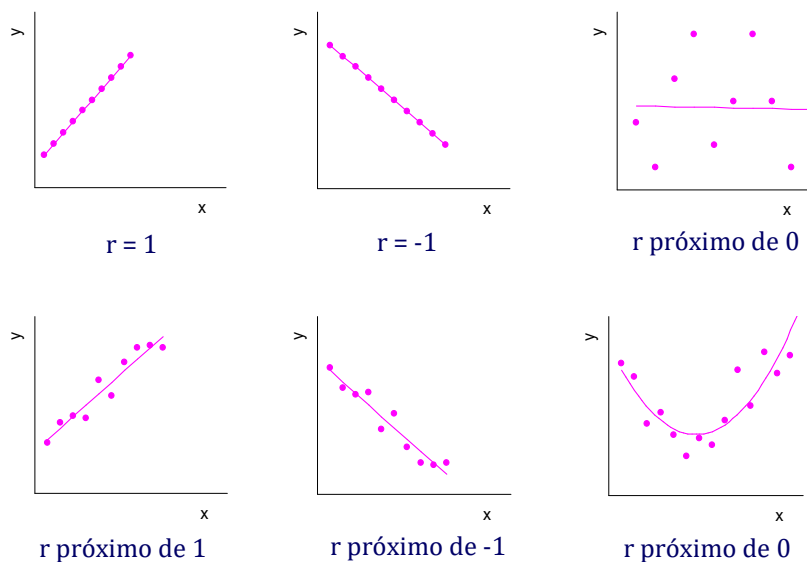 y
x
r = 1
y
x
r = -1
y
x
r próximo de 0
y
x
r próximo de 1
y
x
r próximo de -1
y
x
r próximo de 0